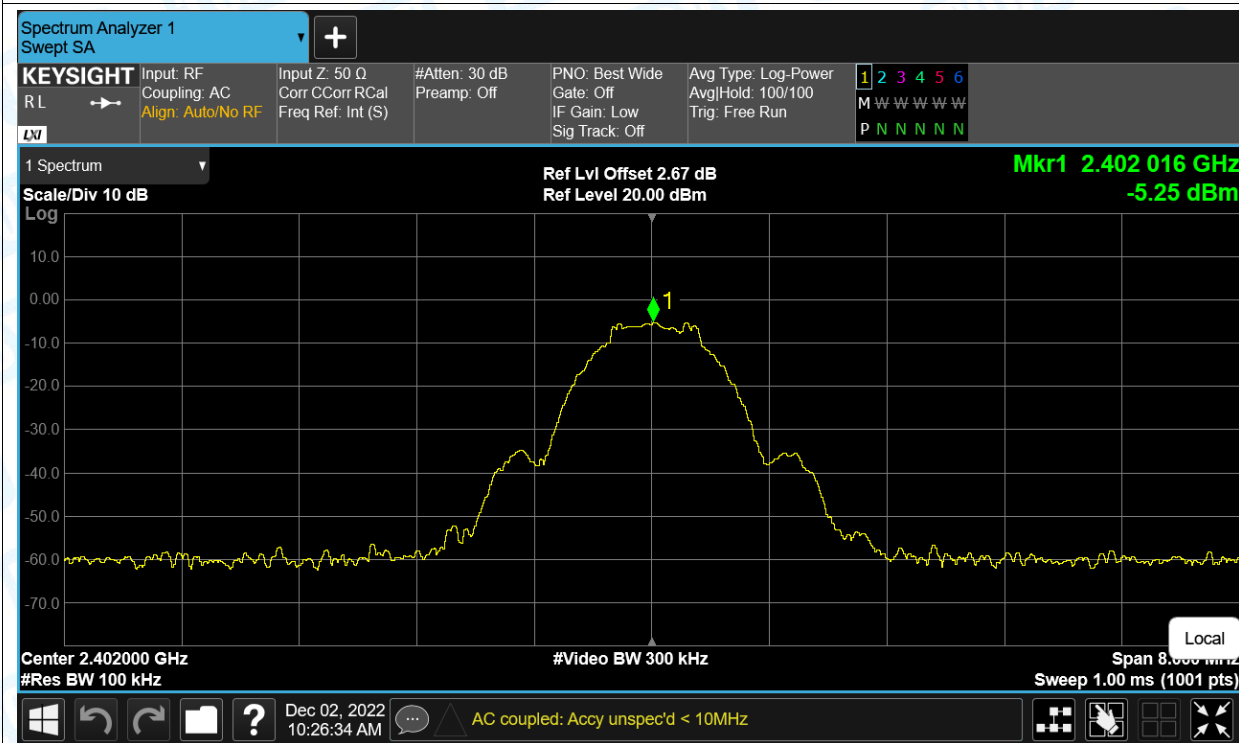 Spectrum Analyzer 1
Swept SA
KEYSIGHT
R L
LXI
Input: RF
Coupling: AC
Align: Auto/No RF
Input Z: 50 Ω
Corr CCorr RCal
Freq Ref: Int (S)
#Atten: 30 dB
Preamp: Off
PNO: Best Wide
Gate: Off
IF Gain: Low
Sig Track: Off
Avg Type: Log-Power
Avg|Hold: 100/100
Trig: Free Run
1 2 3 4 5 6
M W W W W W
P N N N N N
1 Spectrum
Scale/Div 10 dB
Log
Ref Lvl Offset 2.67 dB
Ref Level 20.00 dBm
Mkr1 2.402 016 GHz
-5.25 dBm
10.0
0.00
1
-10.0
-20.0
-30.0
-40.0
-50.0
-60.0
-70.0
Local
Center 2.402000 GHz
#Video BW 300 kHz
Span
#Res BW 100 kHz
Sweep 1.00 ms (1001 pts)
?
Dec 02, 2022
10:26:34 AM
AC coupled: Accy unspec'd < 10MHz